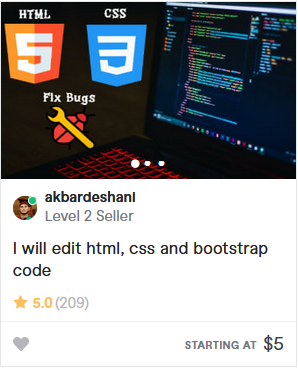 HTML
CSS
5
3
Fix Bugs
akbardeshani
Level 2 Seller
I will edit html, css and bootstrap
code
5.0 (209)
STARTING AT $5